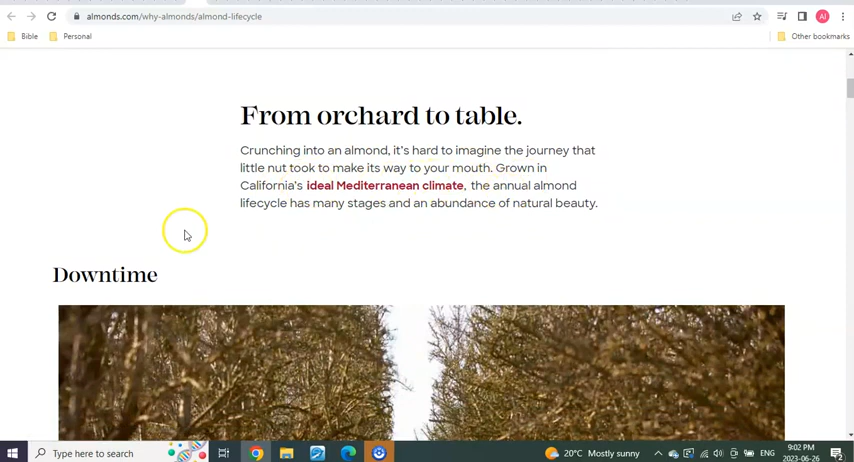 almonds.com/why-almonds/almond-lifecycle
AI
Bible
Personal
Other bookmarks
From orchard to table.
Crunching into an almond, it's hard to imagine the journey that
little nut took to make its way to your mouth. Grown in
California's ideal Mediterranean climate, the annual almond
lifecycle has many stages and an abundance of natural beauty.
Downtime
Type here to search
20°C Mostly sunny
ENG
9:02 PM
2023-06-26
2